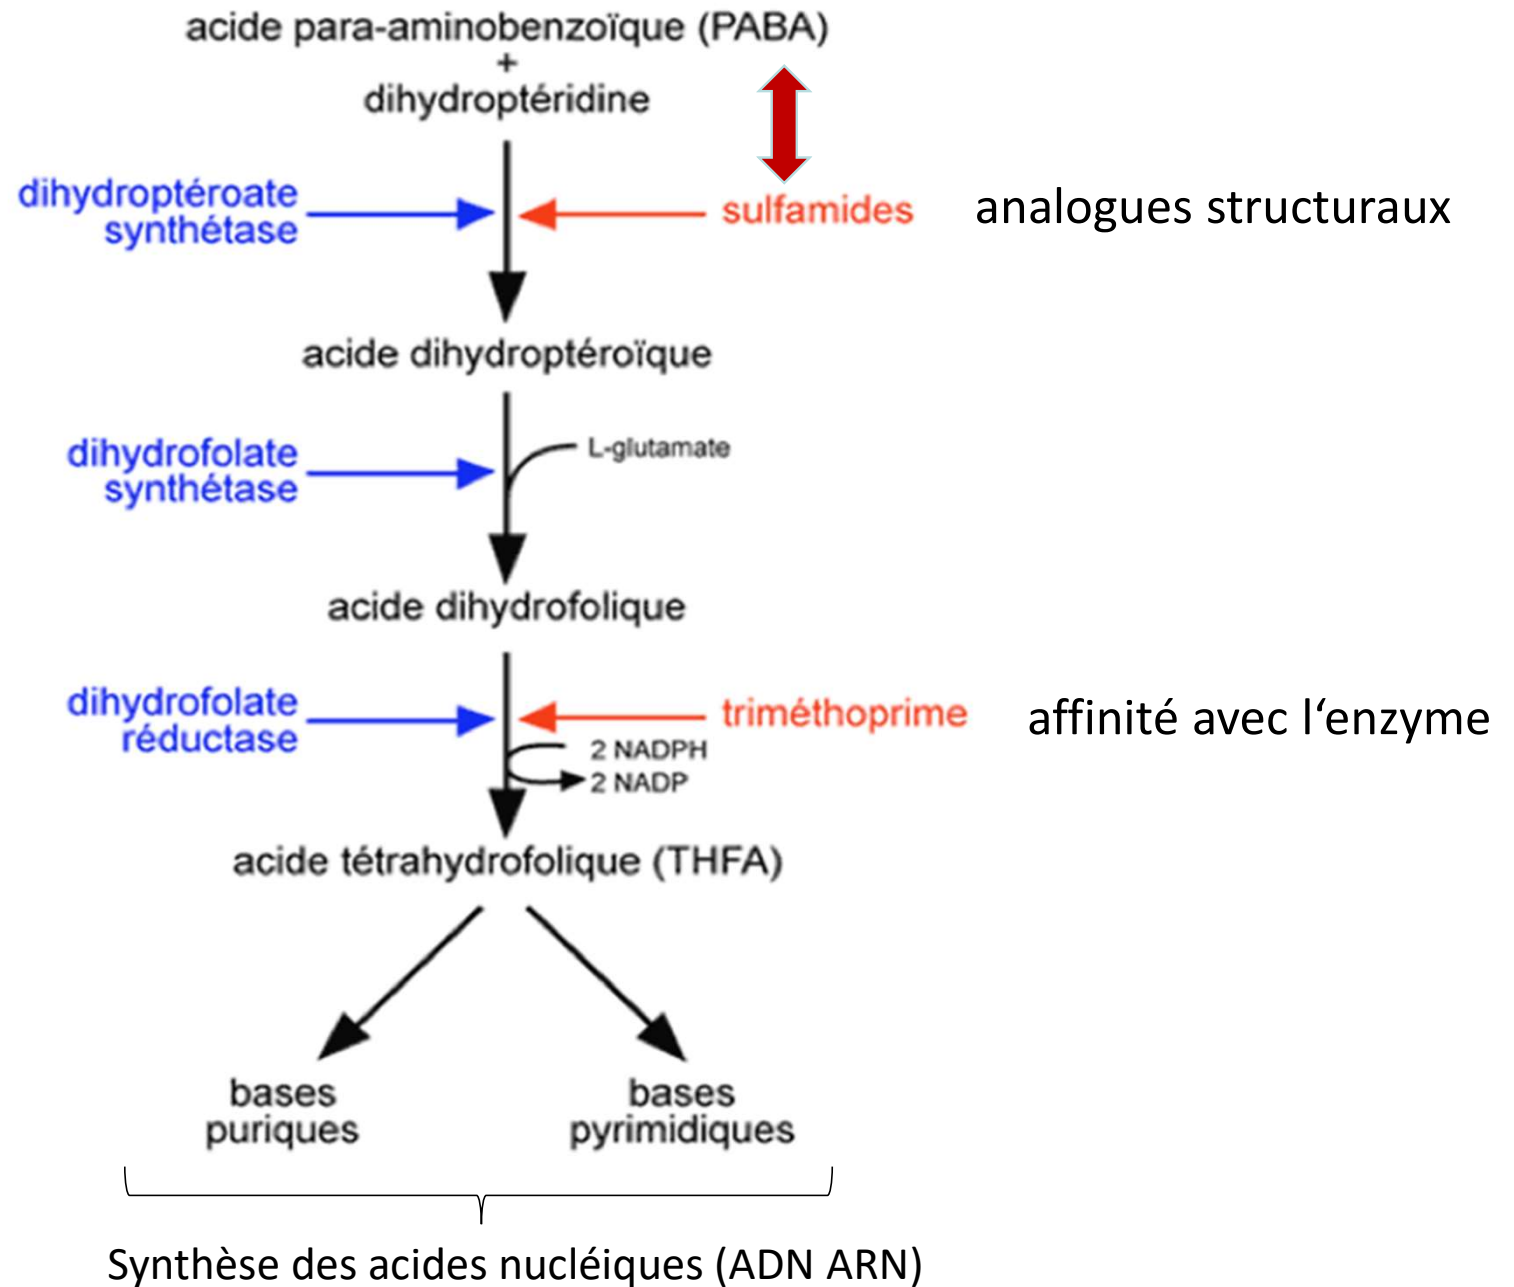 acide para-aminobenzoïque (PABA)
+
dihydroptéridine
dihydroptéroate
synthétase
sulfamides
analogues structuraux
acide dihydroptéroïque
dihydrofolate
synthétase
L-glutamate
acide dihydrofolique
dihydrofolate
réductase
triméthoprime
affinité avec l‘enzyme
2 NADPH
2 NADP
acide tétrahydrofolique (THFA)
bases
puriques
bases
pyrimidiques
Synthèse des acides nucléiques (ADN ARN)